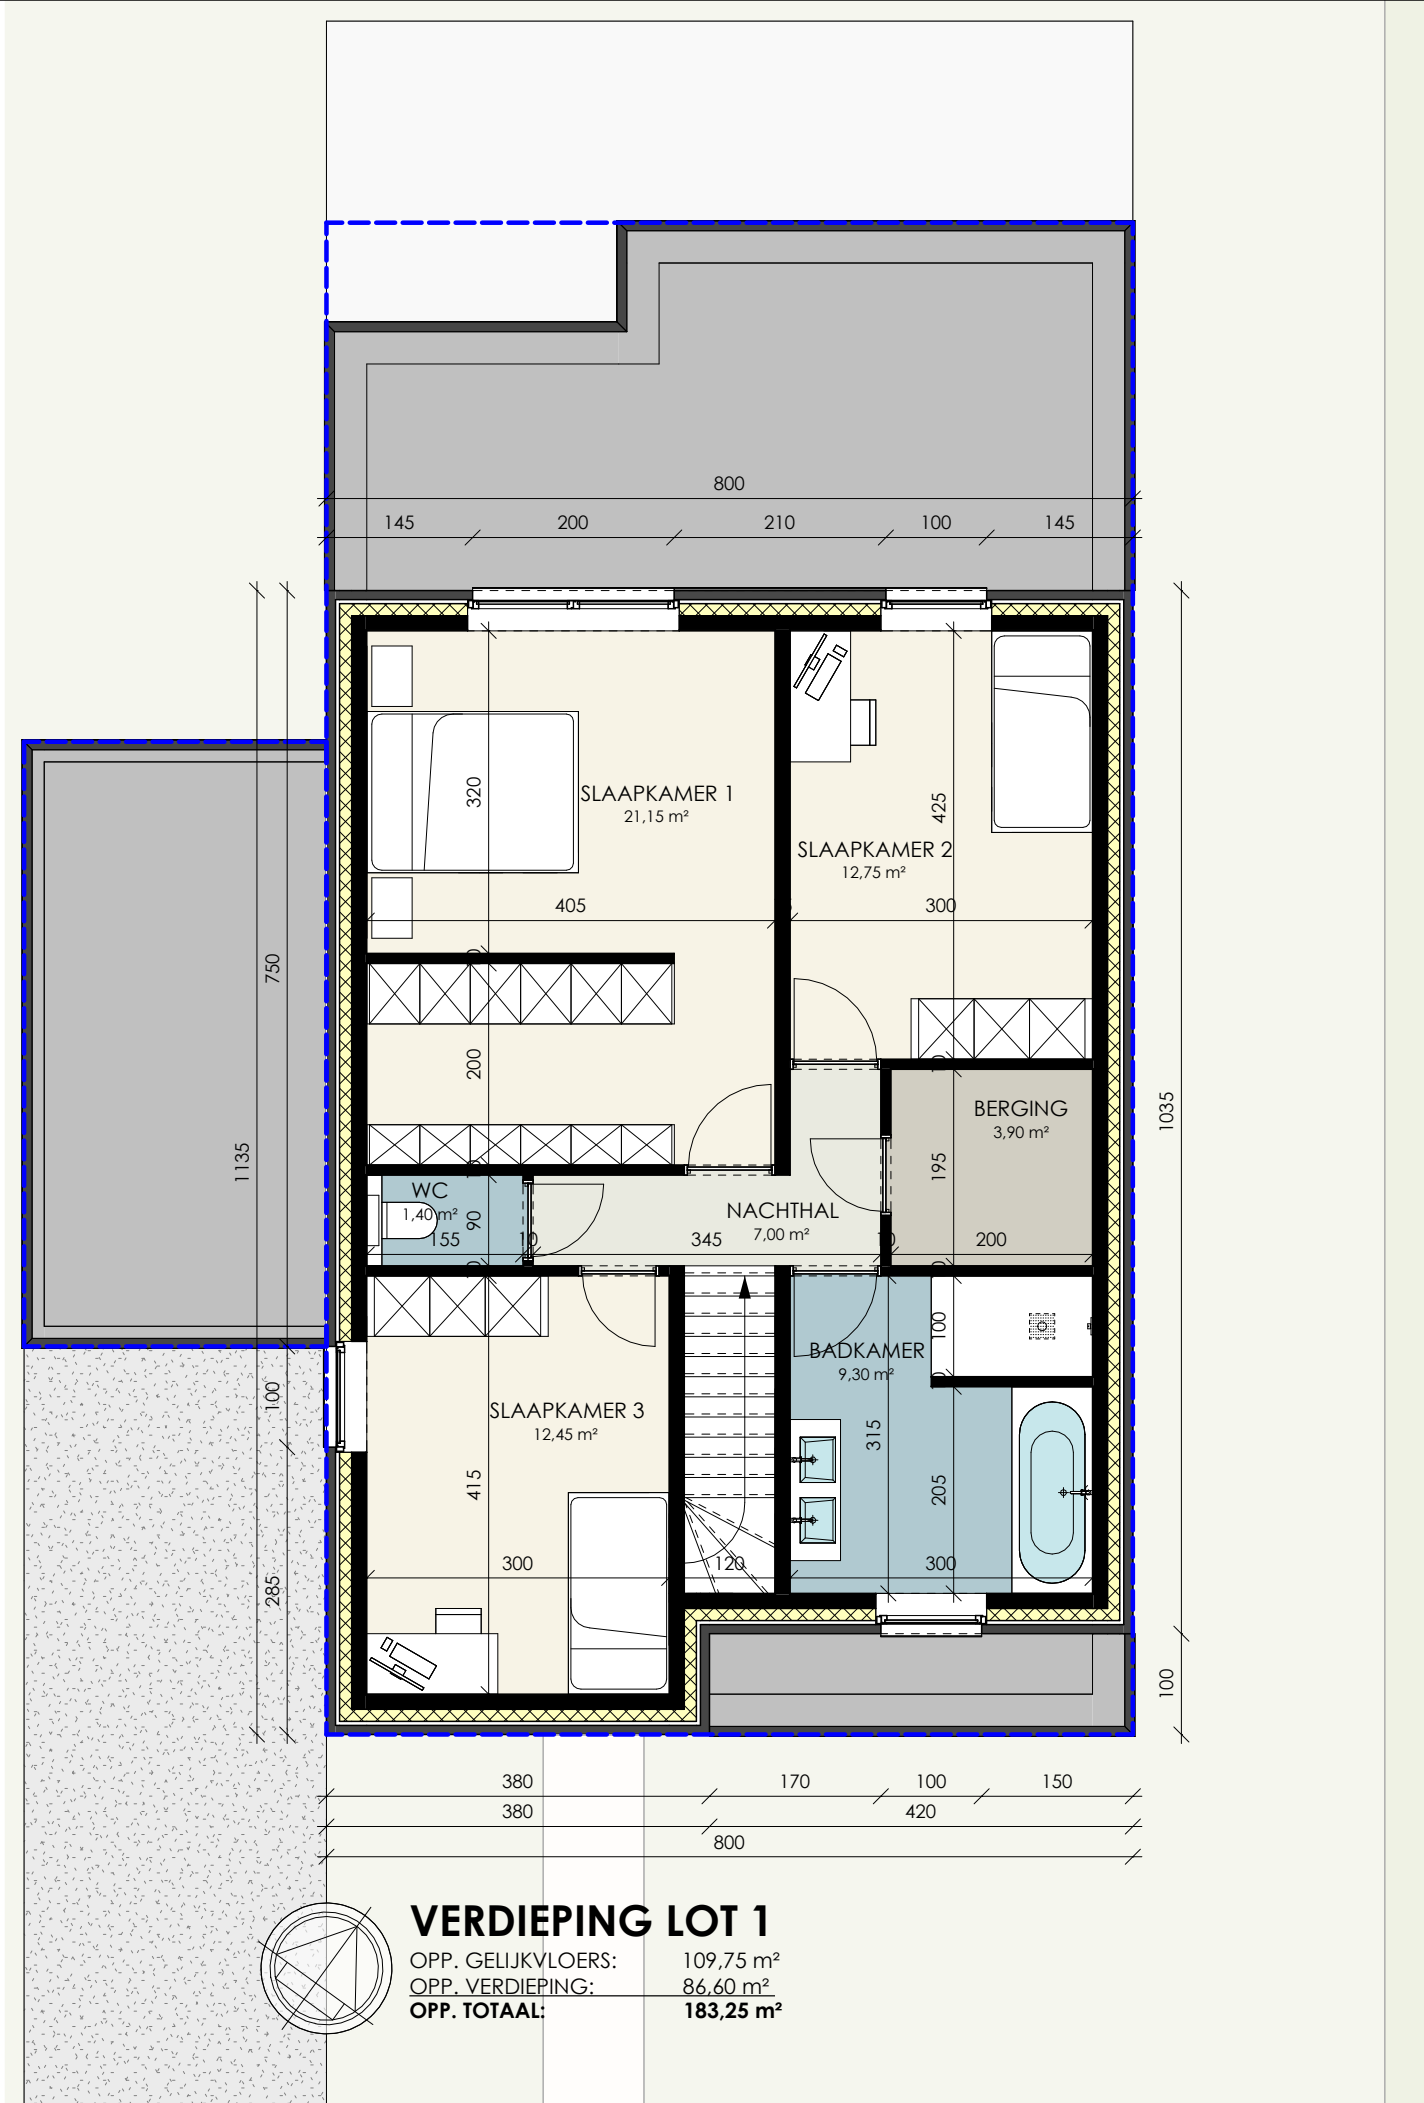 800
145 200 210 100 145
320
SLAAPKAMER 1
21,15 m²
425
SLAAPKAMER 2
12,75 m²
405
300
750
200
1035
1135
BERGING
3,90 m²
195
WC
1,40 m²
90
155
10
NACHTHAL
7,00 m²
345
10
200
100
BADKAMER
9,30 m²
100
SLAAPKAMER 3
12,45 m²
315
415
205
300
120
300
285
100
380 170 100 150
380 420
800
VERDIEPING LOT 1
OPP. GELIJKVLOERS: 109,75 m²
OPP. VERDIEPING: 86,60 m²
OPP. TOTAAL: 183,25 m²